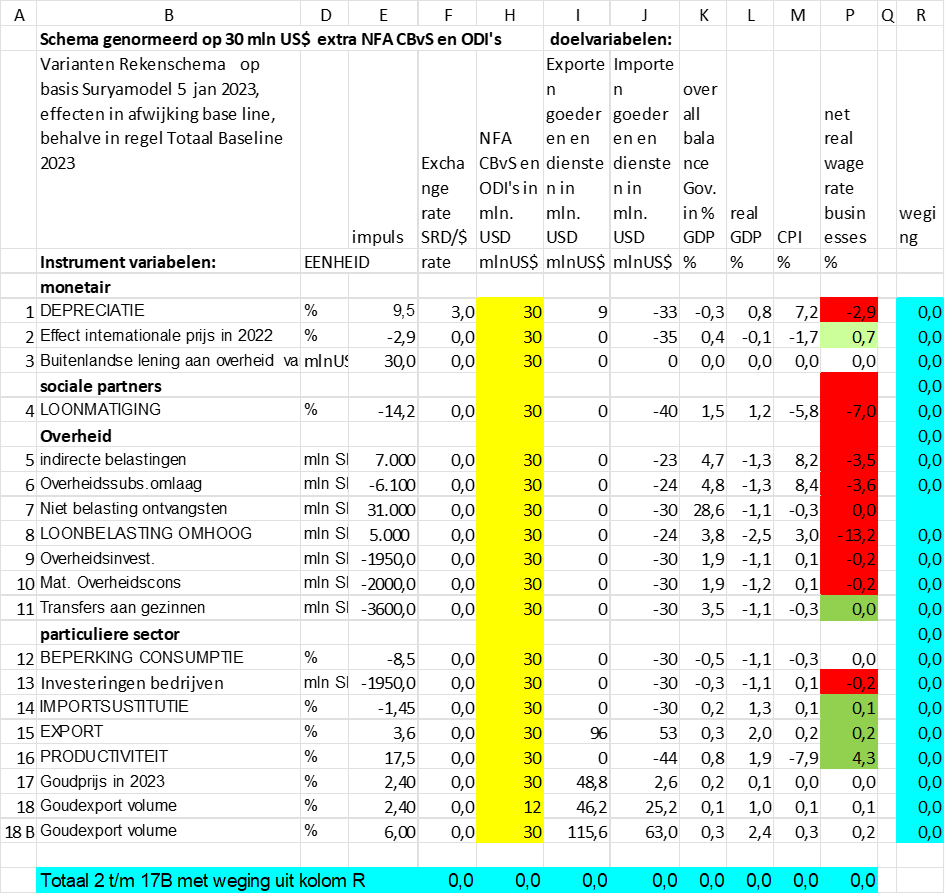 A B D E F H I J K L M P Q R
Schema genormeerd op 30 mln US$ extra NFA CBvS en ODI's doelvariabelen:
Varianten Rekenschema op
basis Suryamodel 5 jan 2023,
effecten in afwijking base line,
behalve in regel Totaal Baseline
2023
impuls
Excha
nge
rate
SRD/$
NFA
CBvS en
ODI's in
mln.
USD
Exporte
n
goeder
en en
dienste
n in
mln.
USD
Importe
n
goeder
en en
dienste
n in
mln.
USD
over
all
bala
nce
Gov.
in %
GDP
real
GDP
CPI
net
real
wage
rate
busin
esses
wegi
ng
Instrument variabelen: EENHEID rate mlnUS$ mlnUS$ mlnUS$ % % % %
monetair
1 DEPRECIATIE % 9,5 3,0 30 9 -33 -0,3 0,8 7,2 -2,9 0,0
2 Effect internationale prijs in 2022 % -2,9 0,0 30 0 -35 0,4 -0,1 -1,7 0,7 0,0
3 Buitenlandse lening aan overheid va mlnUS 30,0 0,0 30 0 0 0,0 0,0 0,0 0,0 0,0
sociale partners 0,0
4 LOONMATIGING % -14,2 0,0 30 0 -40 1,5 1,2 -5,8 -7,0 0,0
Overheid 0,0
5 indirecte belastingen mln SI 7.000 0,0 30 0 -23 4,7 -1,3 8,2 -3,5 0,0
6 Overheidssubs.omlaag mln SI -6.100 0,0 30 0 -24 4,8 -1,3 8,4 -3,6 0,0
7 Niet belasting ontvangsten mln SI 31.000 0,0 30 0 -30 28,6 -1,1 -0,3 0,0
8 LOONBELASTING OMHOOG mln SI 5.000 0,0 30 0 -24 3,8 -2,5 3,0 -13,2 0,0
9 Overheidsinvest. mln SI -1950,0 0,0 30 0 -30 1,9 -1,1 0,1 -0,2 0,0
10 Mat. Overheidscons mln SI -2000,0 0,0 30 0 -30 1,9 -1,2 0,1 -0,2 0,0
11 Transfers aan gezinnen mln SI -3600,0 0,0 30 0 -30 3,5 -1,1 -0,3 0,0 0,0
particuliere sector 0,0
12 BEPERKING CONSUMPTIE % -8,5 0,0 30 0 -30 -0,5 -1,1 -0,3 0,0 0,0
13 Investeringen bedrijven mln SI -1950,0 0,0 30 0 -30 -0,3 -1,1 0,1 -0,2 0,0
14 IMPORTSUSTITUTIE % -1,45 0,0 30 0 -30 0,2 1,3 0,1 0,1 0,0
15 EXPORT % 3,6 0,0 30 96 53 0,3 2,0 0,2 0,2 0,0
16 PRODUCTIVITEIT % 17,5 0,0 30 0 -44 0,8 1,9 -7,9 4,3 0,0
17 Goudprijs in 2023 % 2,40 0,0 30 48,8 2,6 0,2 0,1 0,0 0,0 0,0
18 Goudexport volume % 2,40 0,0 12 46,2 25,2 0,1 1,0 0,1 0,1 0,0
18 B Goudexport volume % 6,00 0,0 30 115,6 63,0 0,3 2,4 0,3 0,2 0,0
Totaal 2 t/m 17B met weging uit kolom R 0,0 0,0 0,0 0,0 0,0 0,0 0,0 0,0